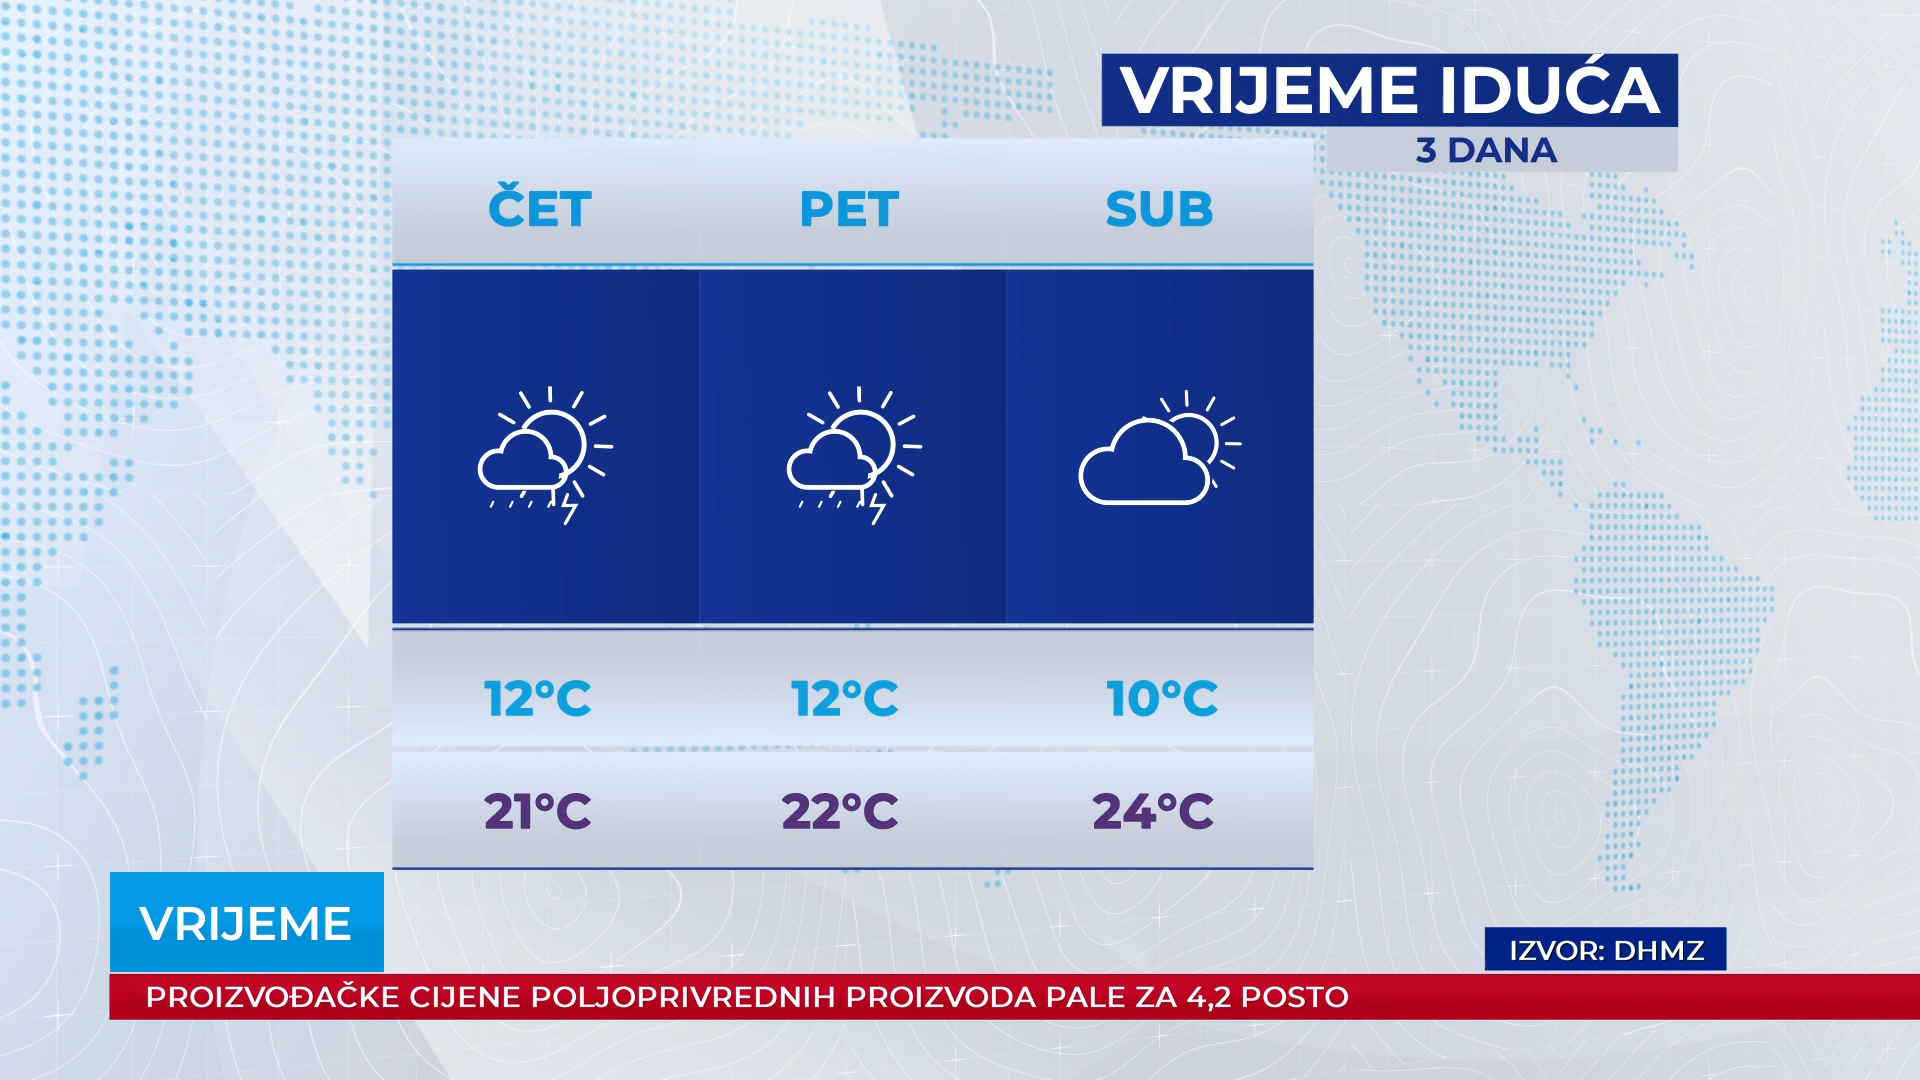 VRIJEME IDUĆA
3 DANA
ČET PET SUB
12°C 12°C 10°C
21°C 22°C 24°C
VRIJEME
IZVOR: DHMZ
PROIZVOĐAČKE CIJENE POLJOPRIVREDNIH PROIZVODA PALE ZA 4,2 POSTO